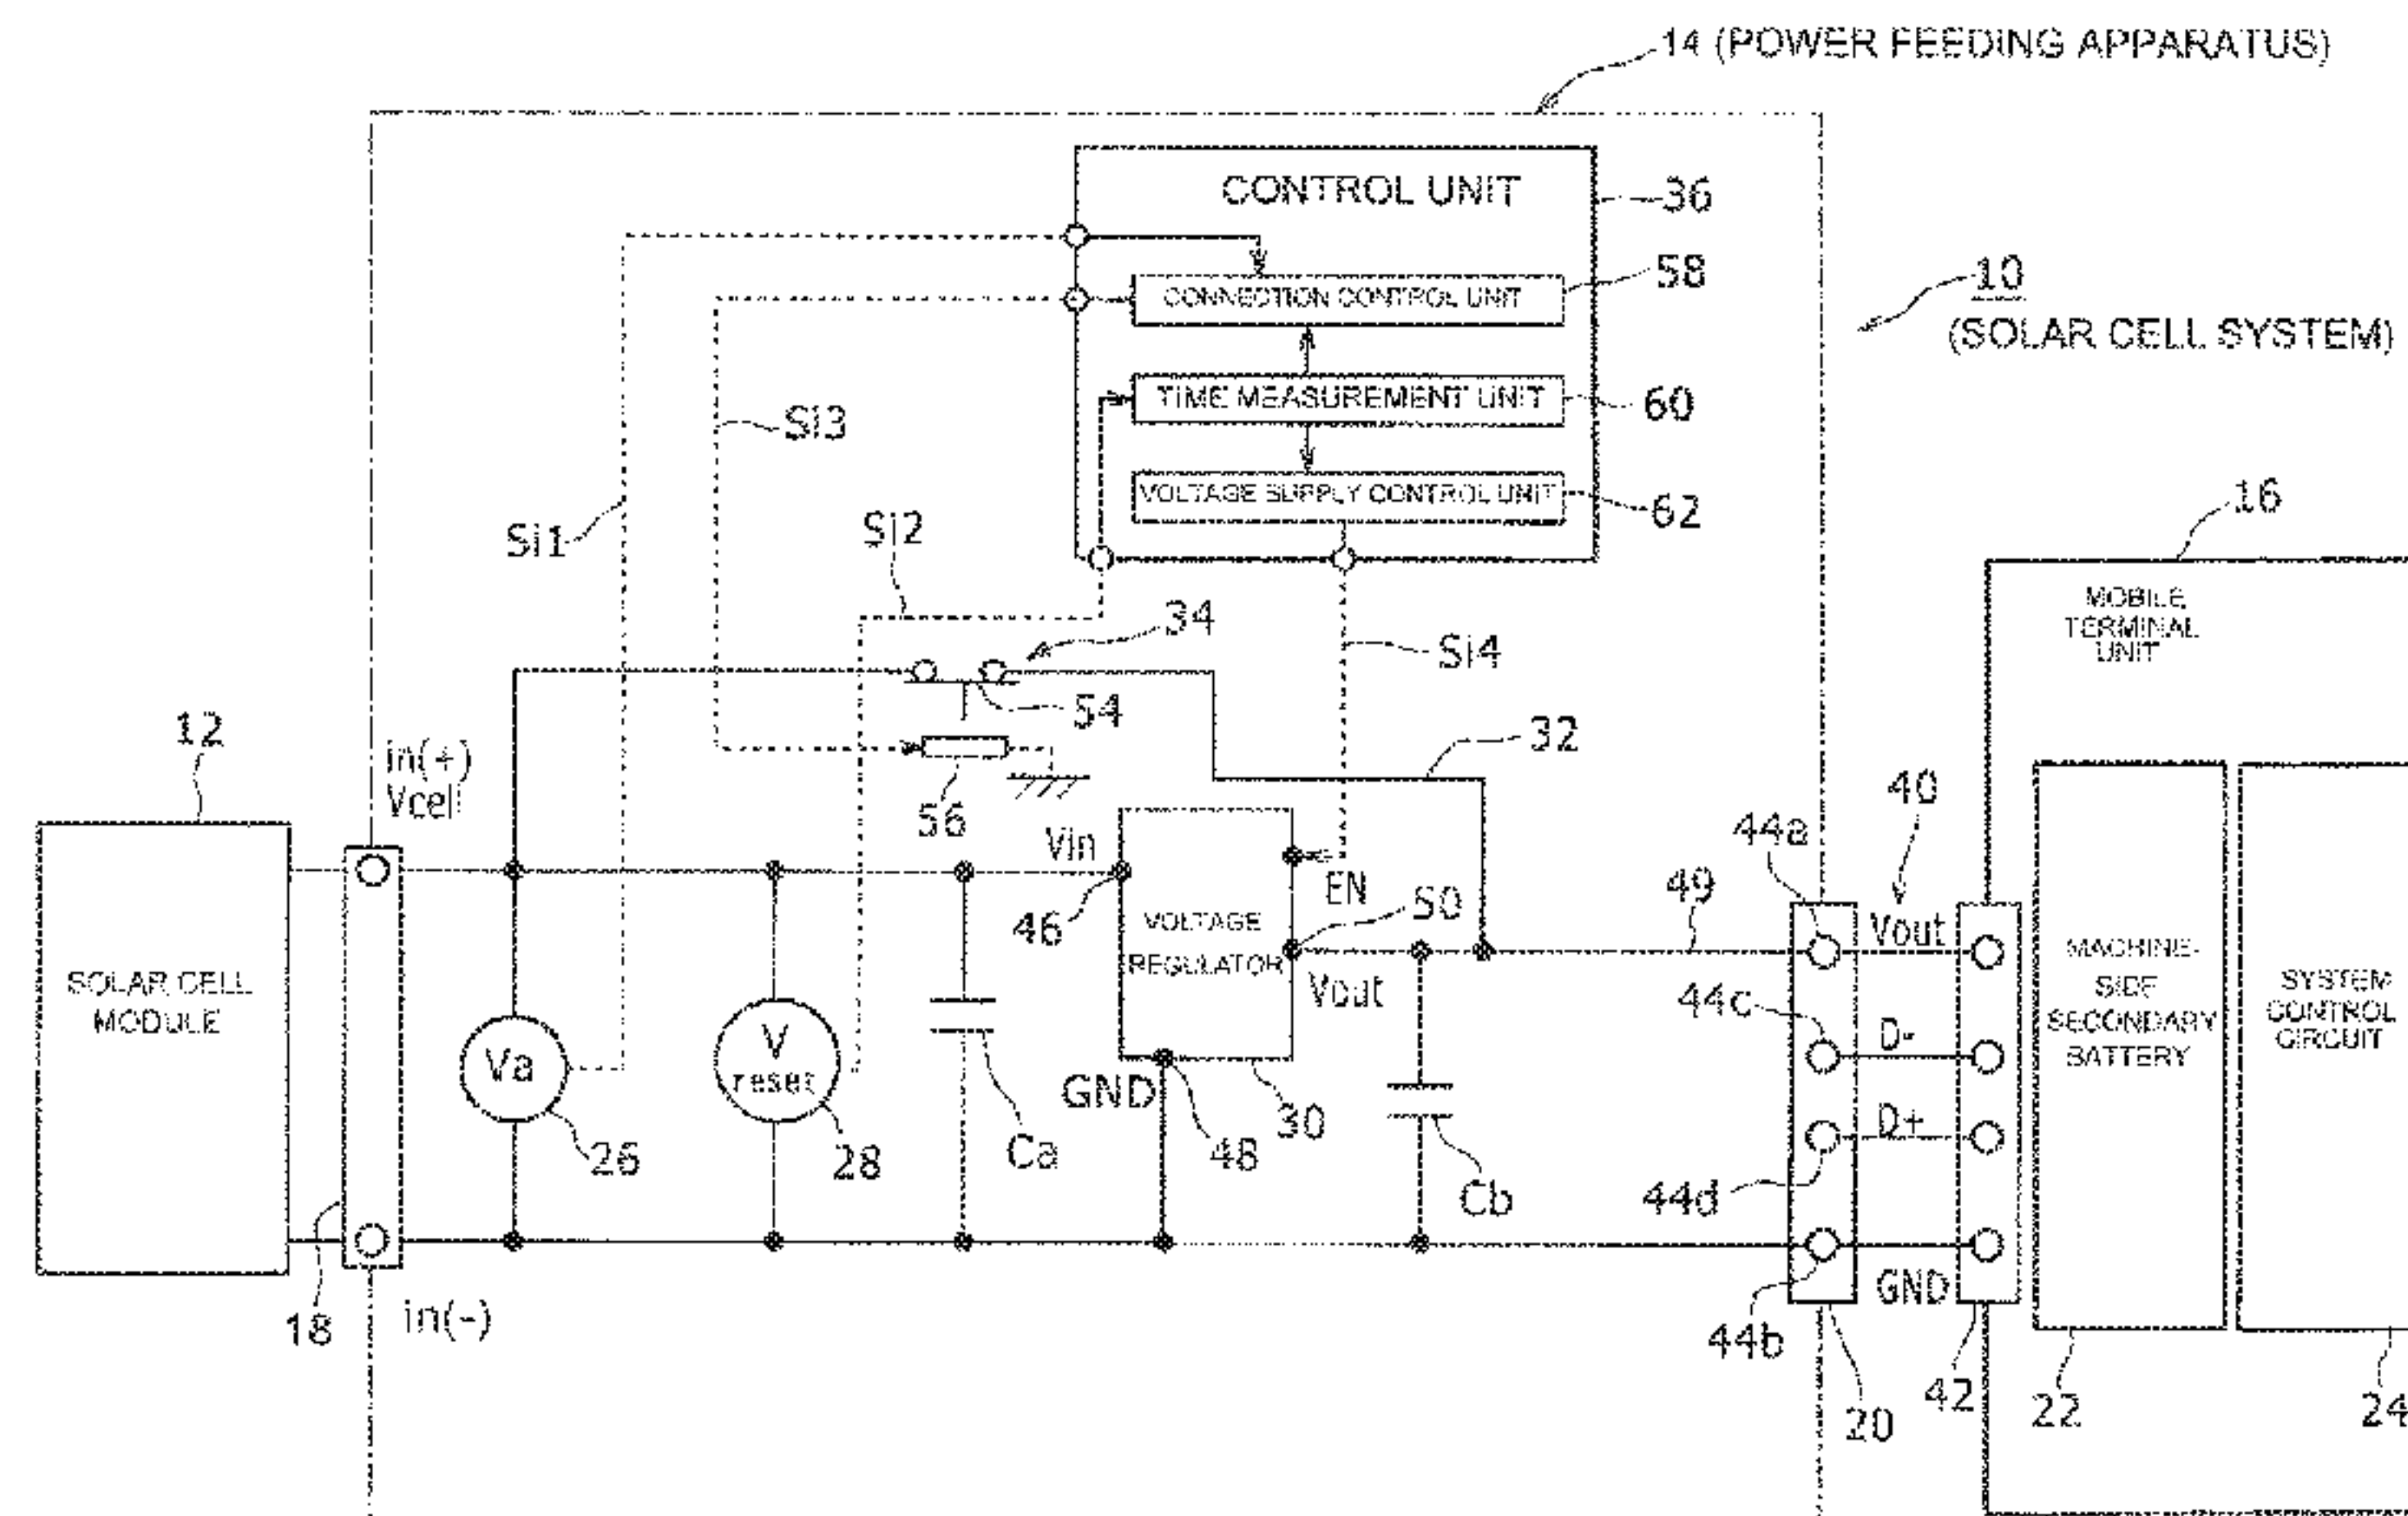 14 (POWER FEEDING APPARATUS)
CONTROL UNIT
36
58
CONNECTION CONTROL UNIT
10
(SOLAR CELL SYSTEM)
TIME MEASUREMENT UNIT
60
Si3
VOLTAGE SUPPLY CONTROL UNIT
62
16
Si1
Si2
MOBILE
TERMINAL
UNIT
34
Si4
54
12
in(+)
Vcell
32
56
40
44a
Vin
EN
49
50
46
VOLTAGE
REGULATOR
Vout
Vout
SOLAR CELL
MODULE
MACHINE-
SIDE
SECONDARY
BATTERY
SYSTEM
CONTROL
CIRCUIT
44c
D-
Va
V
reset
GND
30
D+
26
28
Ca
48
44d
Cb
18
in(-)
GND
44b
42
20
22
24